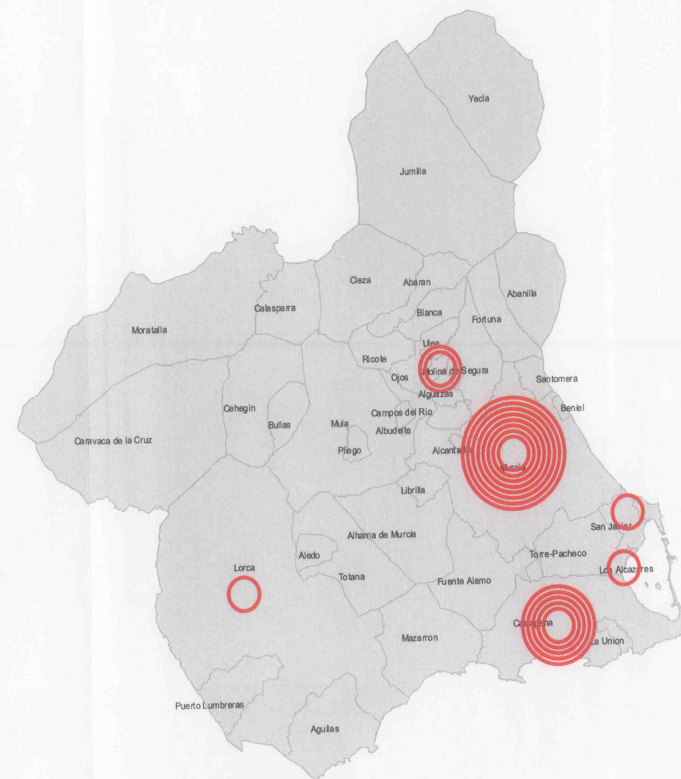 Yecla
Jumilla
Cieza
Abaran
Abanilla
Calasparra
Blanca
Fortuna
Moratalla
Ulea
Ricote
Molina de Segura
Ojos
Santomera
Alguazas
Beniel
Cehegin
Campos del Rio
Mula
Bullas
Albudeite
Caravaca de la Cruz
Pliego
Murcia
Librilla
San Javier
Alhama de Murcia
Aledo
Torre-Pacheco
Lorca
Los Alcazares
Totana
Fuente Alamo
Cartagena
Mazarron
La Union
Puerto Lumbreras
Aguilas